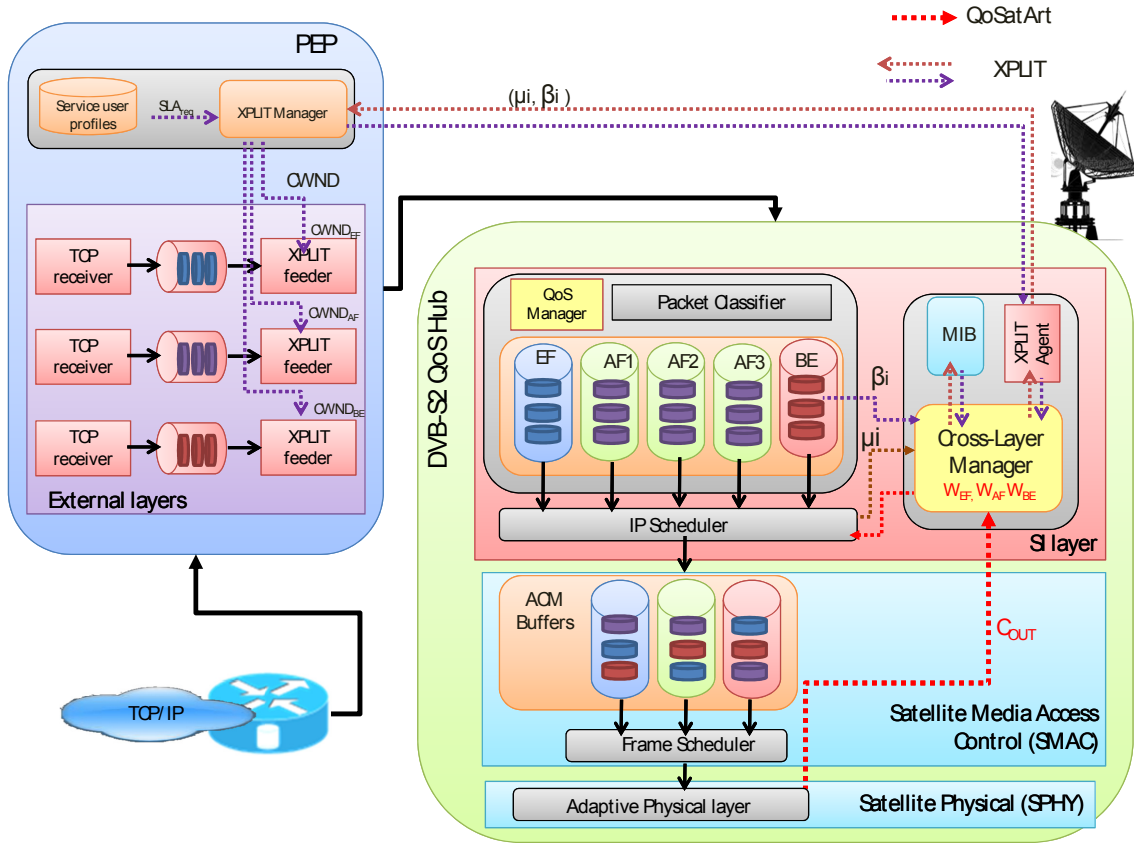 QoSatArt
XPLIT
PEP
Service user
profiles
SLAreq
XPLIT Manager
(μi, βi )
CWND
CWNDEF
TCP
receiver
XPLIT
feeder
CWNDAF
TCP
receiver
XPLIT
feeder
CWNDBE
TCP
receiver
XPLIT
feeder
External layers
DVB-S2 QoS Hub
QoS
Manager
Packet Classifier
EF
AF1
AF2
AF3
BE
MIB
XPLIT
Agent
βi
μi
Cross-Layer
Manager
WEF, WAF WBE
IP Scheduler
SI layer
ACM
Buffers
COUT
Frame Scheduler
Satellite Media Access
Control (SMAC)
Adaptive Physical layer
Satellite Physical (SPHY)
TCP/ IP